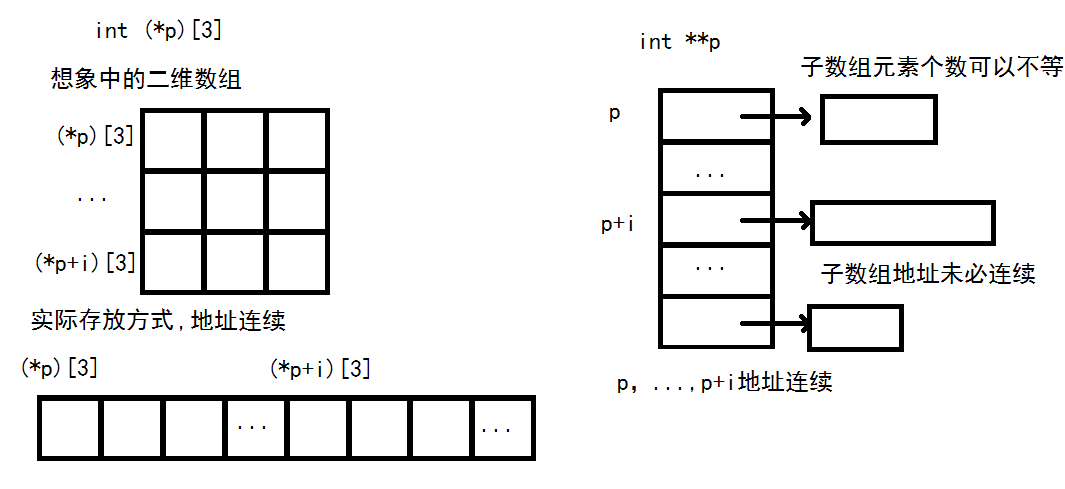 int (*p)[3]
想象中的二维数组
(*p)[3]
...
(*p+i)[3]
实际存放方式,地址连续
(*p)[3]
(*p+i)[3]
...
...
int **p
子数组元素个数可以不等
p
...
p+i
...
子数组地址未必连续
p, ...,p+i地址连续